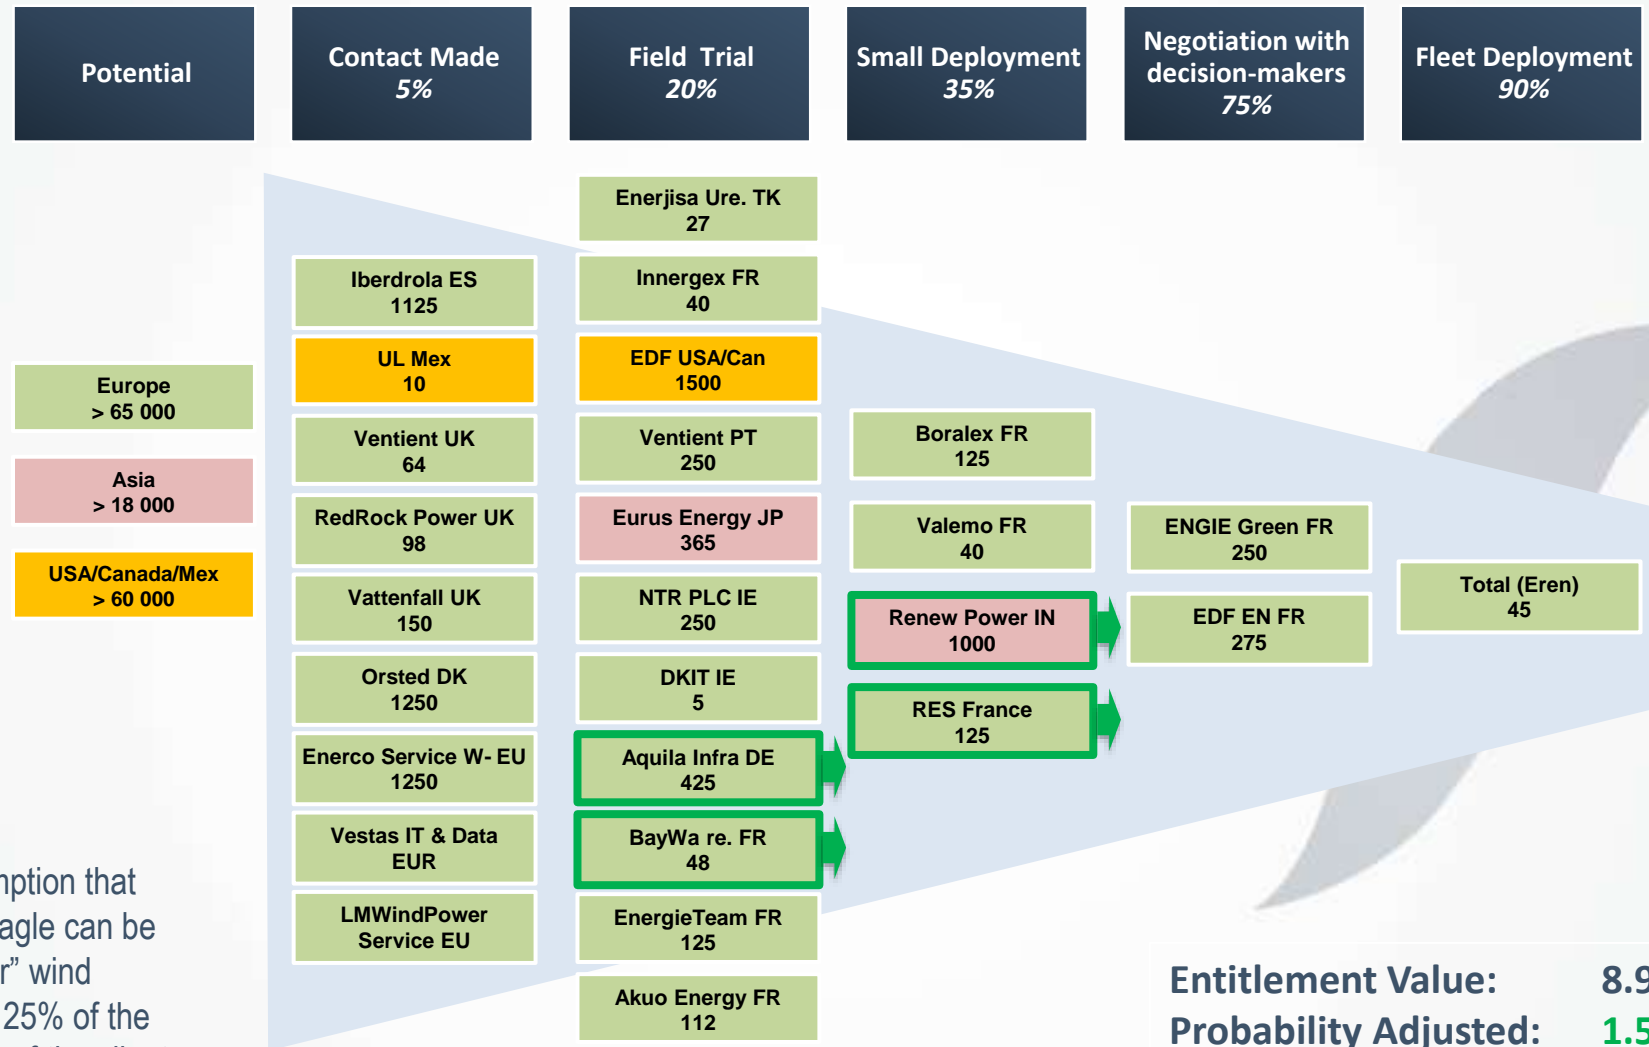 Potential
Contact Made
5%
Field Trial
20%
Small Deployment
35%
Negotiation with
decision-makers
75%
Fleet Deployment
90%
Europe
> 65 000
Asia
> 18 000
USA/Canada/Mex
> 60 000
Iberdrola ES
1125
UL Mex
10
Ventient UK
64
RedRock Power UK
98
Vattenfall UK
150
Orsted DK
1250
Enerco Service W- EU
1250
Vestas IT & Data
EUR
LMWindPower
Service EU
Enerjisa Ure. TK
27
Innergex FR
40
EDF USA/Can
1500
Ventient PT
250
Eurus Energy JP
365
NTR PLC IE
250
DKIT IE
5
Aquila Infra DE
425
BayWa re. FR
48
EnergieTeam FR
125
Akuo Energy FR
112
Boralex FR
125
Valemo FR
40
Renew Power IN
1000
RES France
125
ENGIE Green FR
250
EDF EN FR
275
Total (Eren)
45
mption that
agle can be
r” wind
25% of the
Entitlement Value: 8.9
Probability Adjusted: 1.5